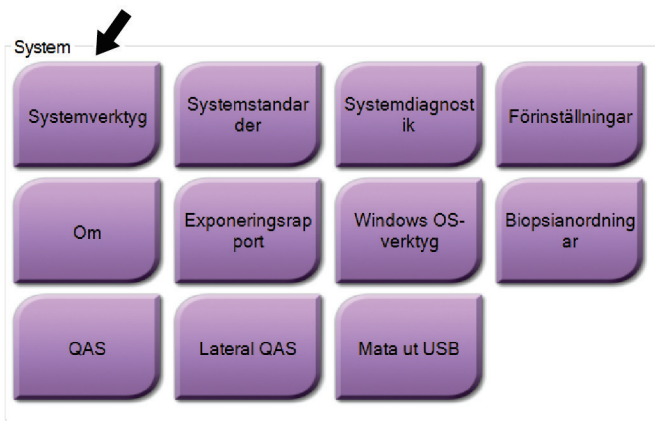 System
Systemverktyg
Systemstandar
der
Systemdiagnost
ik
Förinställningar
Om
Exponeringsrap
port
Windows OS-
verktyg
Biopsianordning
ar
QAS
Lateral QAS
Mata ut USB